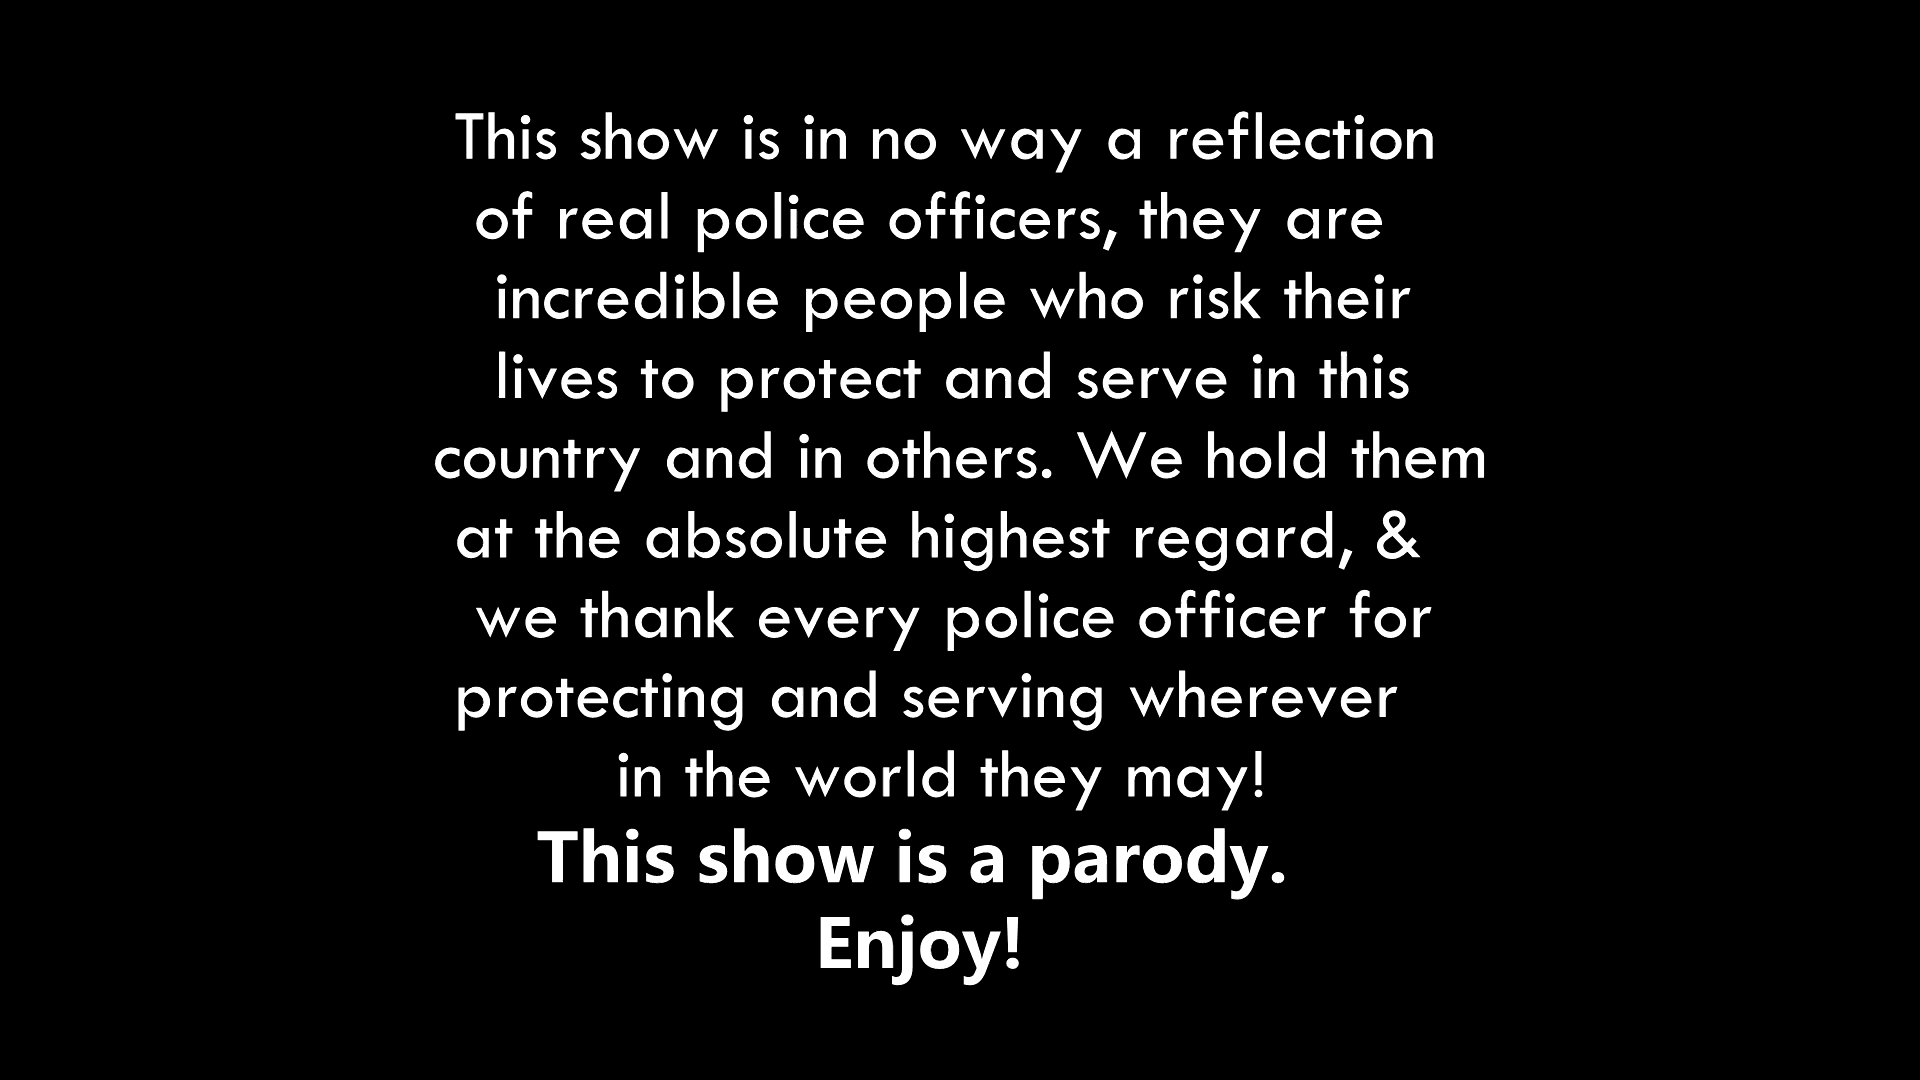 This show is in no way a reflection
of real police officers, they are
incredible people who risk their
lives to protect and serve in this
country and in others. We hold them
at the absolute highest regard, &
we thank every police officer for
protecting and serving wherever
in the world they may!
This show is a parody.
Enjoy!